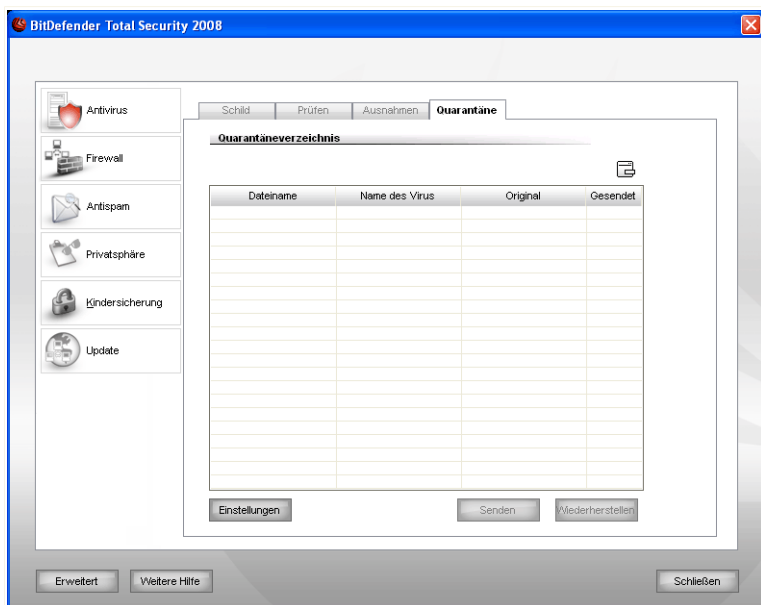 BitDefender Total Security 2008
Antivirus
Firewall
Antispam
Privatsphäre
Kindersicherung
Update
Schild Prüfen Ausnahmen Quarantäne
Quarantäneverzeichnis
Dateiname Name des Virus Original Gesendet
Einstellungen Senden Wiederherstellen
Erweitert Weitere Hilfe Schließen